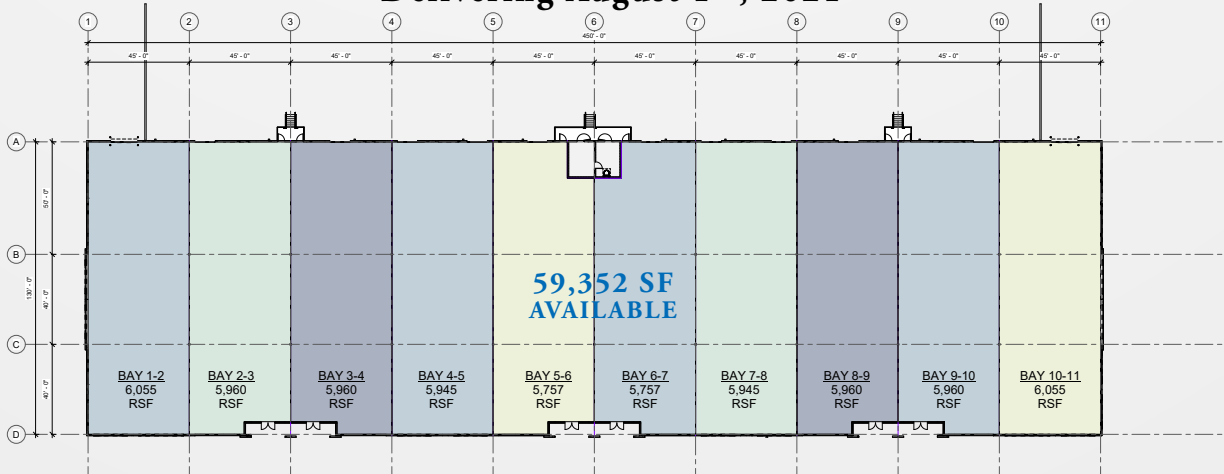 Delivering August 1st, 2021
1 2 3 4 5 6 7 8 9 10 11
450' - 0"
45' - 0" 45' - 0" 45' - 0" 45' - 0" 45' - 0" 45' - 0" 45' - 0" 45' - 0" 45' - 0" 45' - 0"
A
50' - 0"
B
130' - 0"
40' - 0"
59,352 SF
AVAILABLE
C
40' - 0"
BAY 1-2 BAY 2-3 BAY 3-4 BAY 4-5 BAY 5-6 BAY 6-7 BAY 7-8 BAY 8-9 BAY 9-10 BAY 10-11
6,055 5,960 5,960 5,945 5,757 5,757 5,945 5,960 5,960 6,055
RSF RSF RSF RSF RSF RSF RSF RSF RSF RSF
D